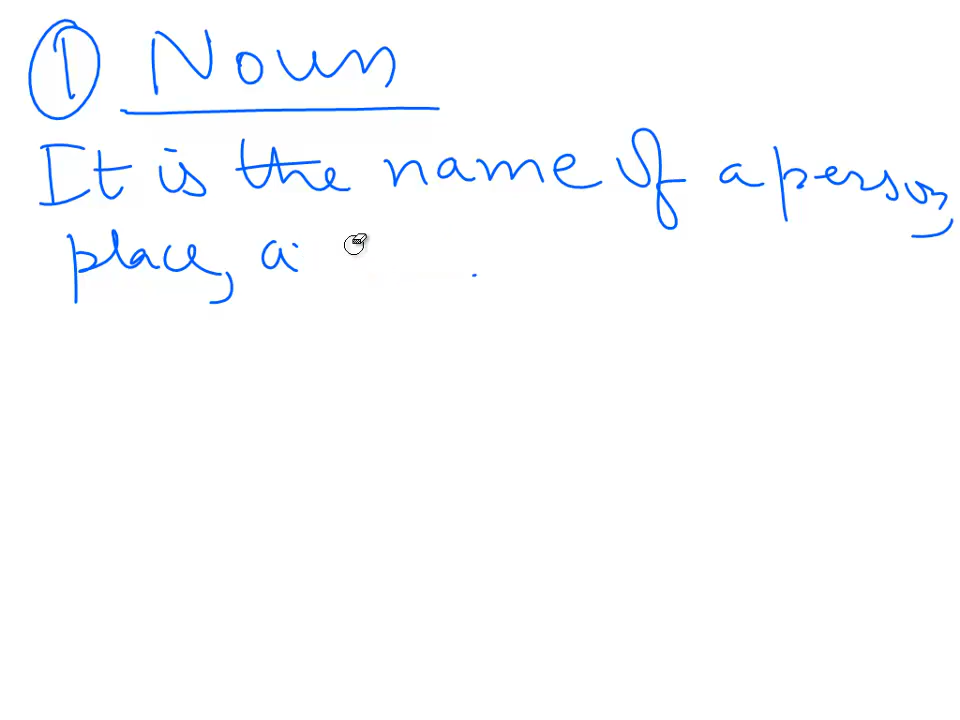 ① Noun
It is the name of a person,
place, a